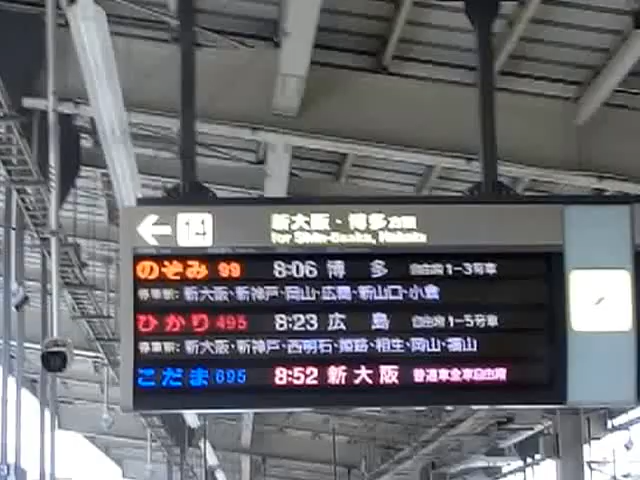 ← 14 新大阪・博多方面
for Shin-Osaka, Hakata
のぞみ 99 8:06 博多 自由席1-3号車
停車駅: 新大阪・新神戸・岡山・広島・新山口・小倉
ひかり 495 8:23 広島 自由席1-5号車
停車駅: 新大阪・新神戸・西明石・姫路・相生・岡山・福山
こだま 695 8:52 新大阪 普通車全車自由席